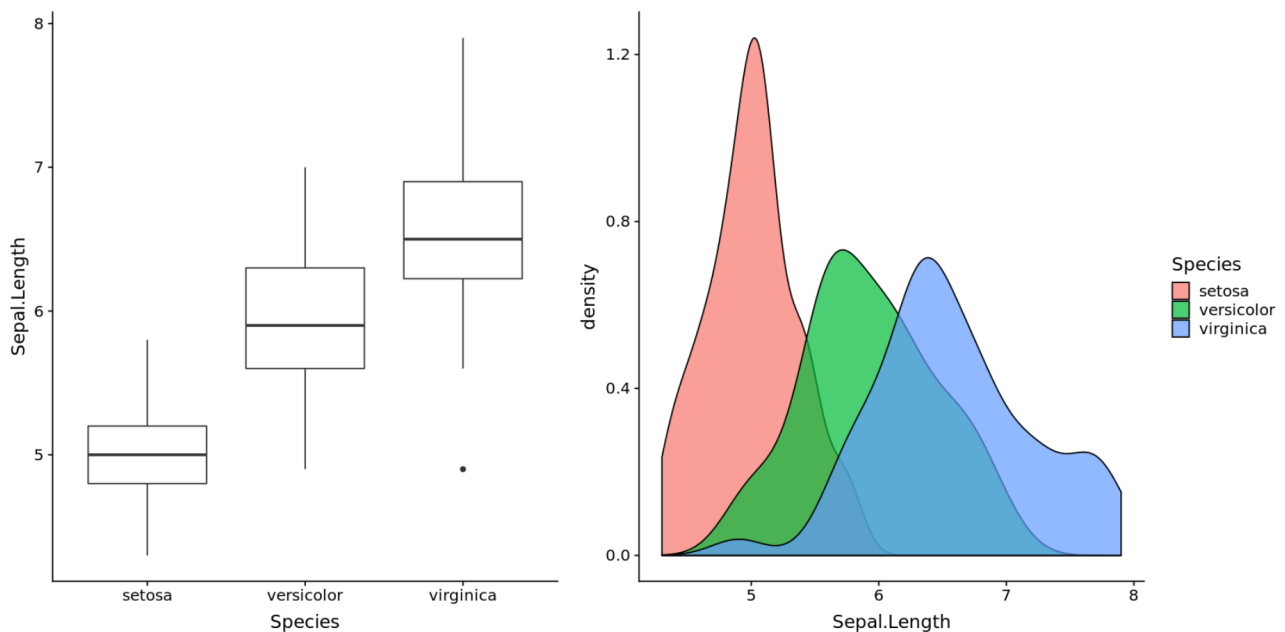 8
7
6
5
Sepal.Length
setosa versicolor virginica
Species
1.2
0.8
0.4
0.0
density
5 6 7 8
Sepal.Length
Species
setosa
versicolor
virginica